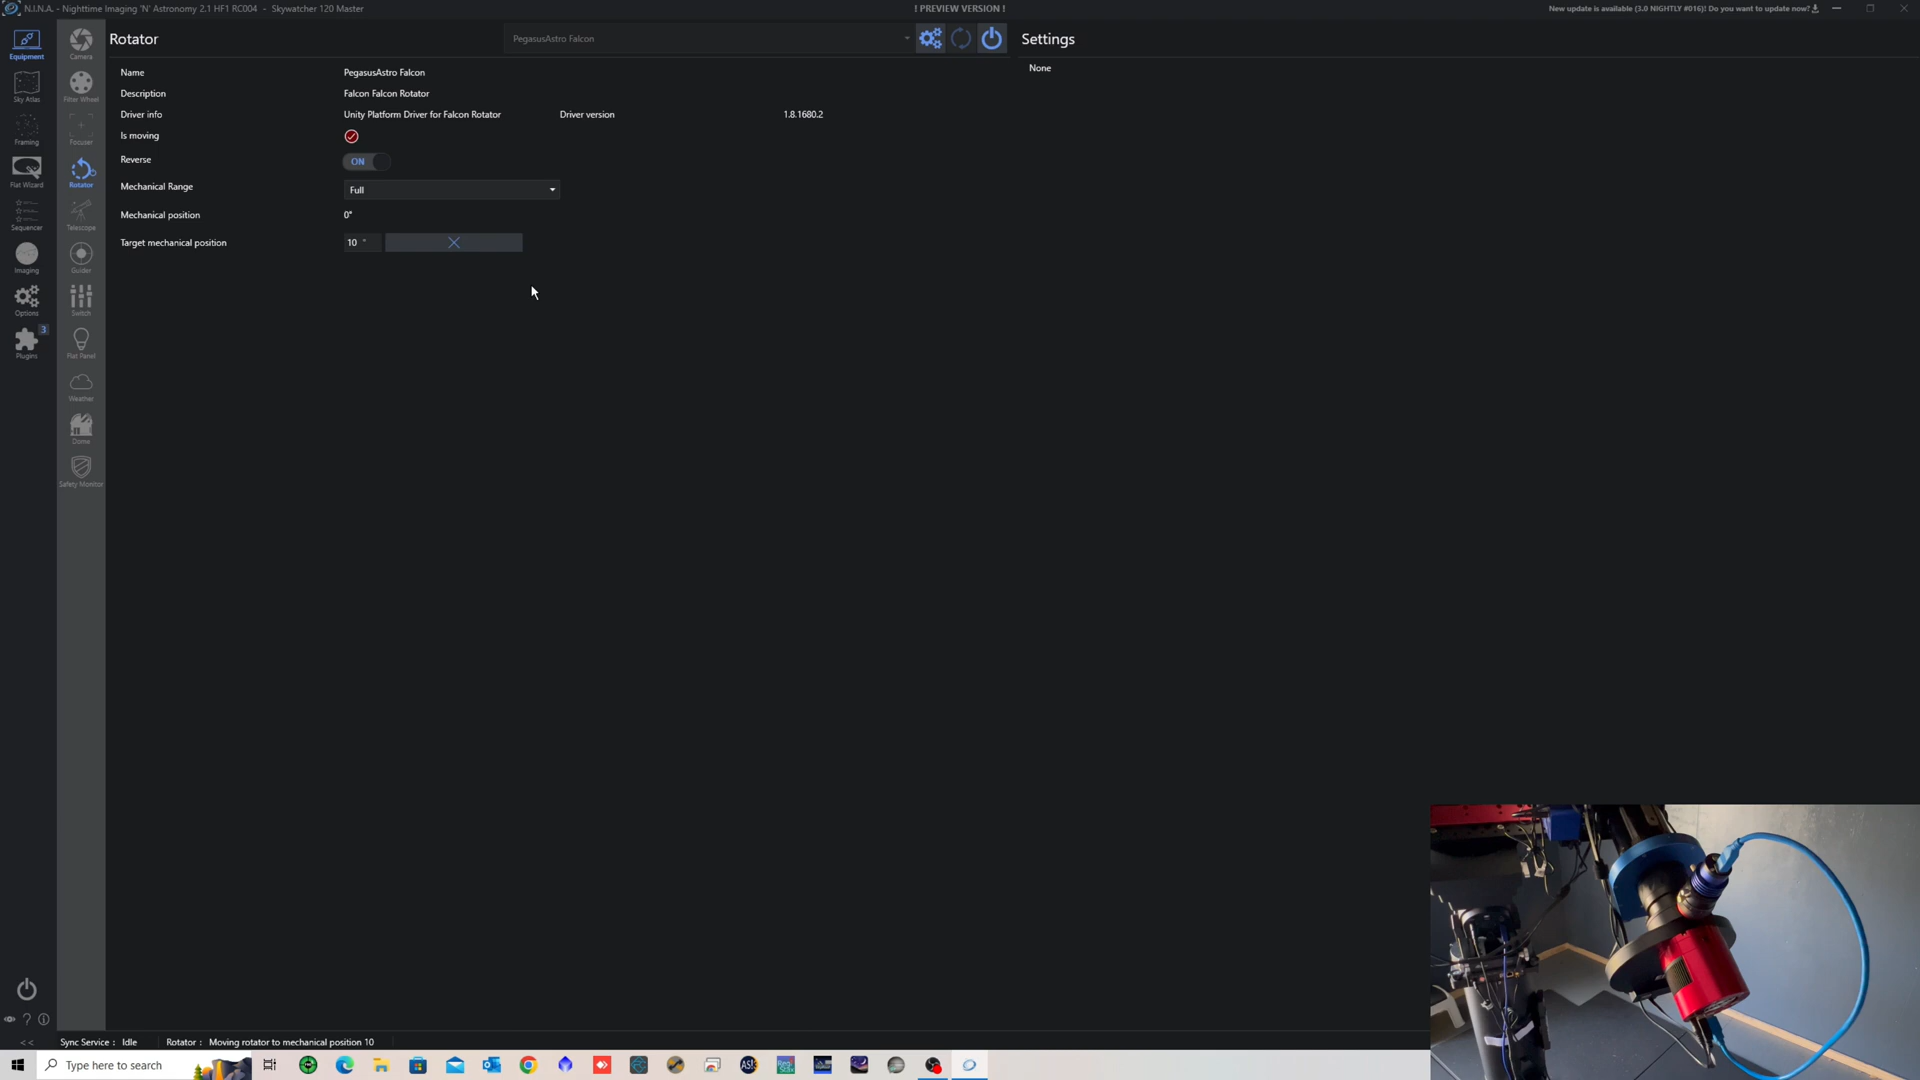 N.I.N.A. - Nighttime Imaging 'N' Astronomy 2.1 HF1 RC004 - Skywatcher 120 Master
! PREVIEW VERSION !
New update is available (3.0 NIGHTLY #016)! Do you want to update now?
Equipment
Sky Atlas
Framing
Flat Wizard
Sequencer
Imaging
Options
3
Plugins
Camera
Filter Wheel
Focuser
Rotator
Telescope
Guider
Switch
Flat Panel
Weather
Dome
Safety Monitor
Rotator
PegasusAstro Falcon
Settings
None
Name PegasusAstro Falcon
Description Falcon Falcon Rotator
Driver info Unity Platform Driver for Falcon Rotator Driver version 1.8.1680.2
Is moving
Reverse ON
Mechanical Range Full
Mechanical position 0°
Target mechanical position 10 °
<< Sync Service : Idle Rotator : Moving rotator to mechanical position 10
Type here to search